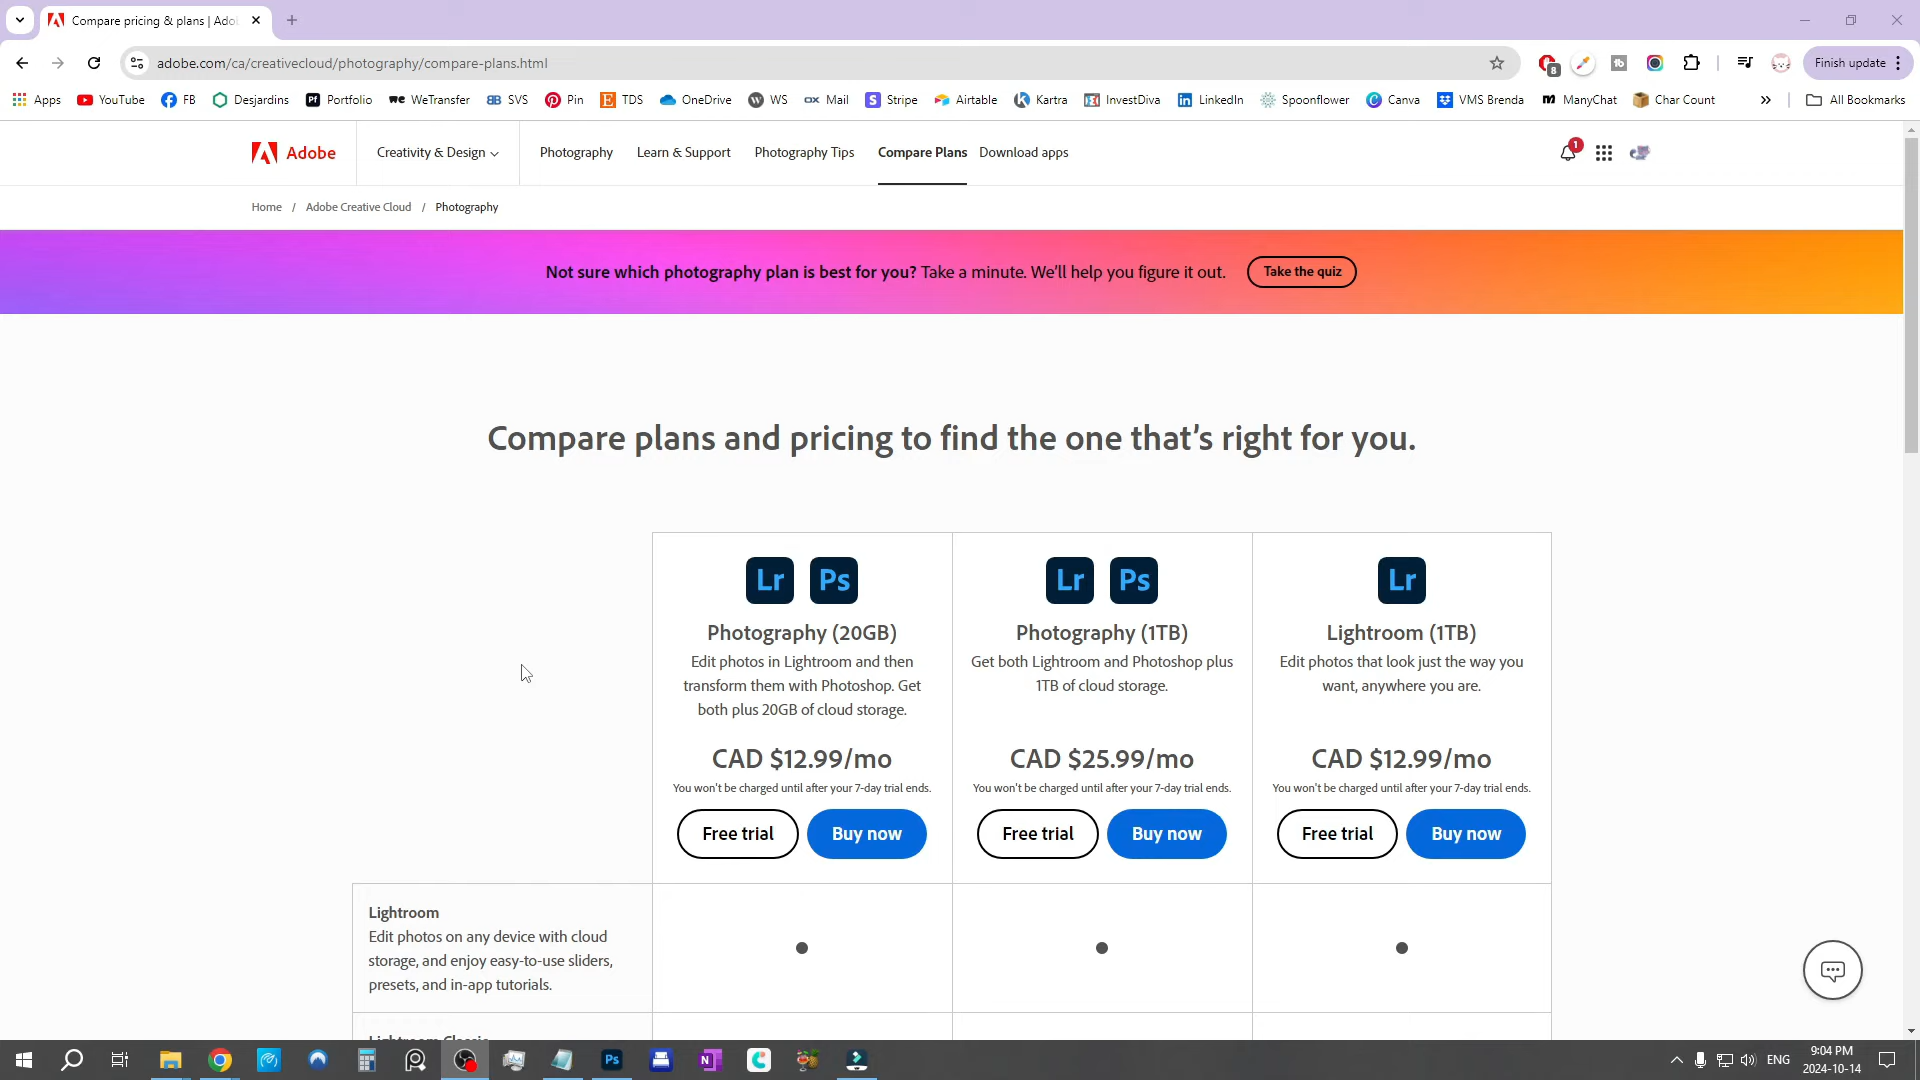 Compare pricing & plans | Ado
adobe.com/ca/creativecloud/photography/compare-plans.html
8
Finish update
Apps YouTube FB Desjardins Pf Portfolio we WeTransfer BB SVS Pin E TDS OneDrive WS ox Mail S Stripe Airtable Kartra InvestDiva in LinkedIn Spoonflower C Canva VMS Brenda ManyChat Char Count » All Bookmarks
Adobe Creativity & Design Photography Learn & Support Photography Tips Compare Plans Download apps 1
Home / Adobe Creative Cloud / Photography
Not sure which photography plan is best for you? Take a minute. We'll help you figure it out. Take the quiz
Compare plans and pricing to find the one that's right for you.
Lr Ps
Photography (20GB)
Edit photos in Lightroom and then
transform them with Photoshop. Get
both plus 20GB of cloud storage.
CAD $12.99/mo
You won't be charged until after your 7-day trial ends.
Free trial Buy now
Lr Ps
Photography (1TB)
Get both Lightroom and Photoshop plus
1TB of cloud storage.
CAD $25.99/mo
You won't be charged until after your 7-day trial ends.
Free trial Buy now
Lr
Lightroom (1TB)
Edit photos that look just the way you
want, anywhere you are.
CAD $12.99/mo
You won't be charged until after your 7-day trial ends.
Free trial Buy now
Lightroom
Edit photos on any device with cloud
storage, and enjoy easy-to-use sliders,
presets, and in-app tutorials.
Lightroom Classic
Ps N ENG
9:04 PM
2024-10-14